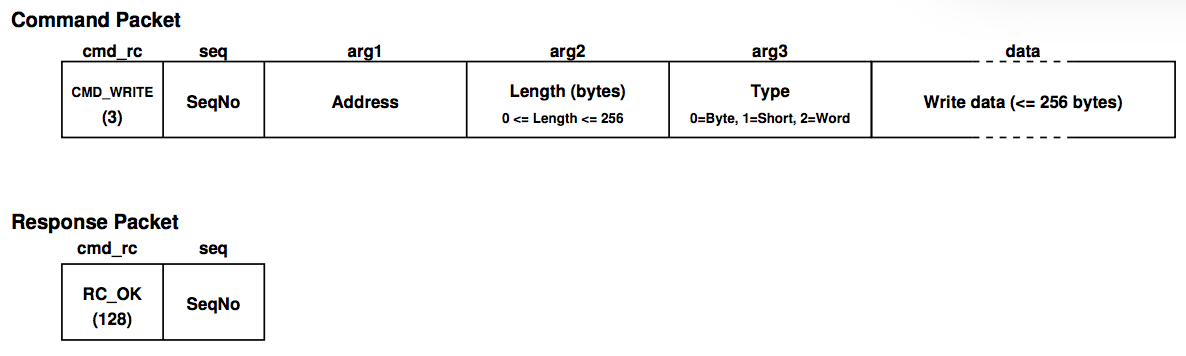 Command Packet
cmd_rc seq arg1 arg2 arg3 data
CMD_WRITE
(3)
SeqNo
Address
Length (bytes)
0 <= Length <= 256
Type
0=Byte, 1=Short, 2=Word
Write data (<= 256 bytes)
Response Packet
cmd_rc seq
RC_OK
(128)
SeqNo